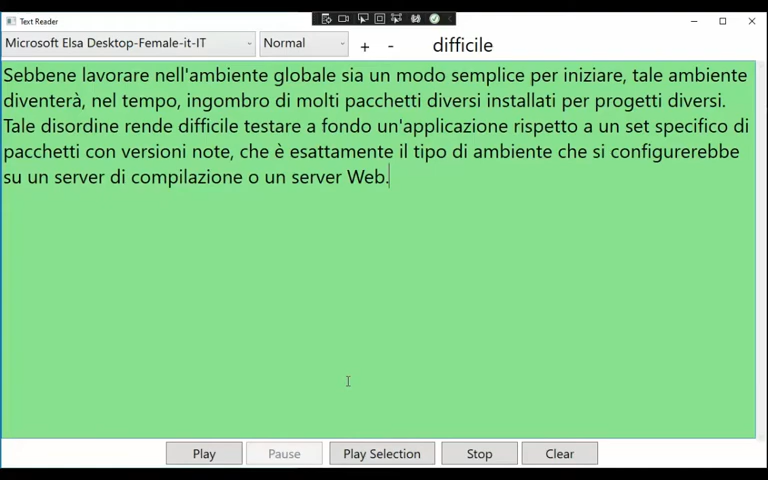 Text Reader
Microsoft Elsa Desktop-Female-it-IT Normal + - difficile
Sebbene lavorare nell'ambiente globale sia un modo semplice per iniziare, tale ambiente
diventerà, nel tempo, ingombro di molti pacchetti diversi installati per progetti diversi.
Tale disordine rende difficile testare a fondo un'applicazione rispetto a un set specifico di
pacchetti con versioni note, che è esattamente il tipo di ambiente che si configurerebbe
su un server di compilazione o un server Web.
Play Pause Play Selection Stop Clear